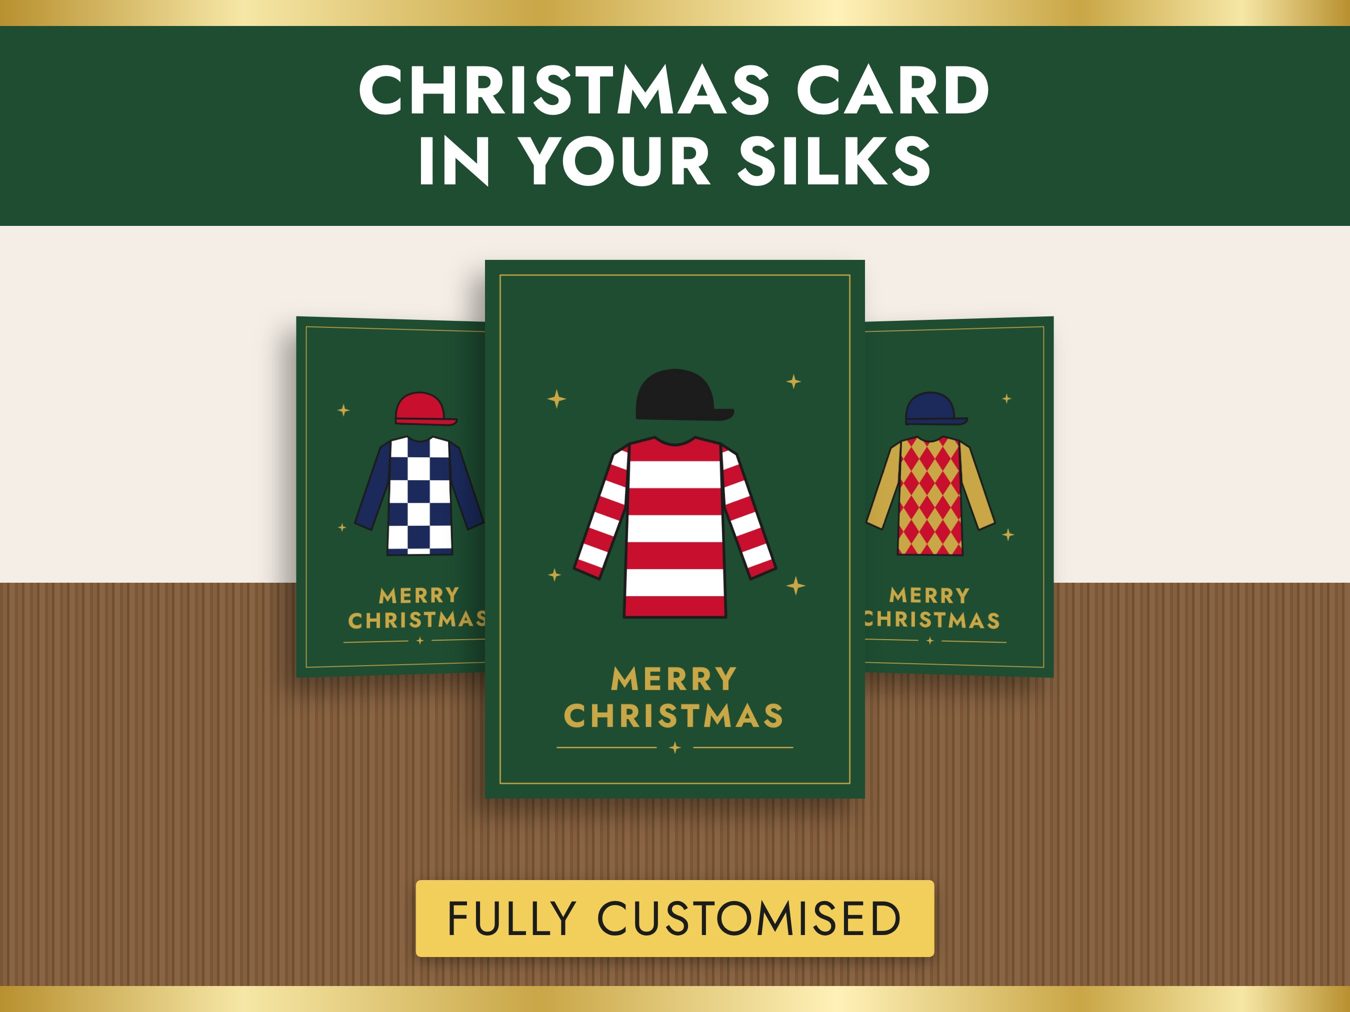 CHRISTMAS CARD
IN YOUR SILKS
MERRY
CHRISTMAS
MERRY
CHRISTMAS
MERRY
CHRISTMAS
FULLY CUSTOMISED